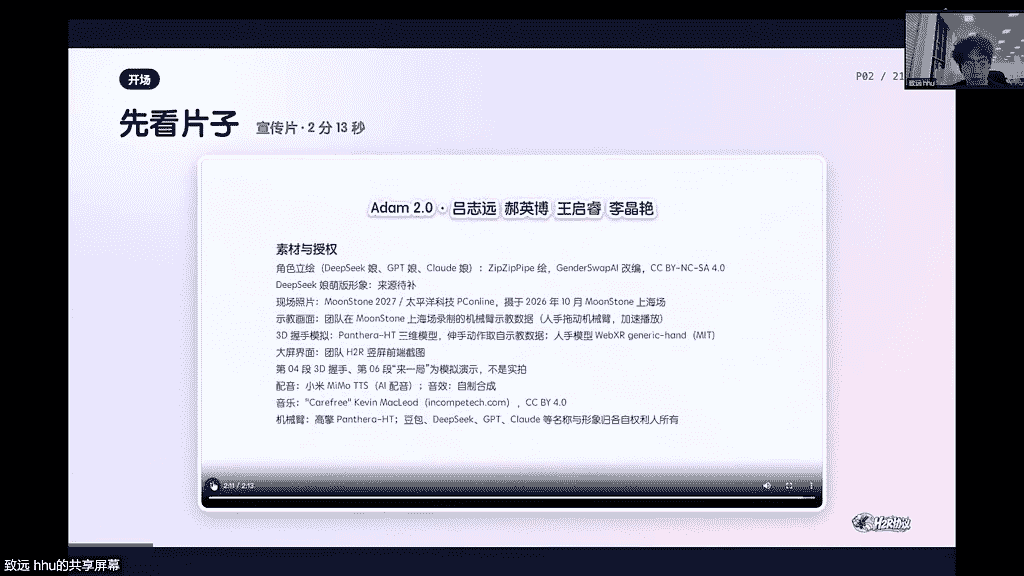 开场
P02 / 21
致远 hhu
先看片子
宣传片·2 分 13 秒
Adam 2.0 · 吕志远 郝英博 王启睿 李晶艳
素材与授权
角色立绘（DeepSeek 娘、GPT 娘、Claude 娘）：ZipZipPipe 绘，GenderSwapAI 改编，CC BY-NC-SA 4.0
DeepSeek 娘萌版形象：来源待补
现场照片：MoonStone 2027 / 太平洋科技 PConline，摄于 2026 年 10 月 MoonStone 上海场
示教画面：团队在 MoonStone 上海场录制的机械臂示教数据（人手拖动机械臂，加速播放）
3D 握手模拟：Panthera-HT 三维模型，伸手动作取自示教数据；人手模型 WebXR generic-hand（MIT）
大屏界面：团队 H2R 竖屏前端截图
第 04 段 3D 握手、第 06 段“来一局”为模拟演示，不是实拍
配音：小米 MiMo TTS（AI 配音）；音效：自制合成
音乐："Carefree" Kevin MacLeod（incompetech.com），CC BY 4.0
机械臂：高擎 Panthera-HT；豆包、DeepSeek、GPT、Claude 等名称与形象归各自权利人所有
2:11 / 2:13
致远 hhu的共享屏幕